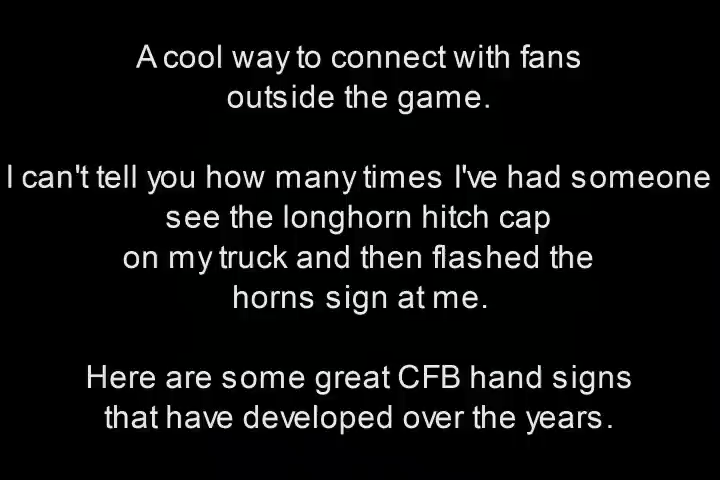 A cool way to connect with fans
outside the game.
I can't tell you how many times I've had someone
see the longhorn hitch cap
on my truck and then flashed the
horns sign at me.
Here are some great CFB hand signs
that have developed over the years.